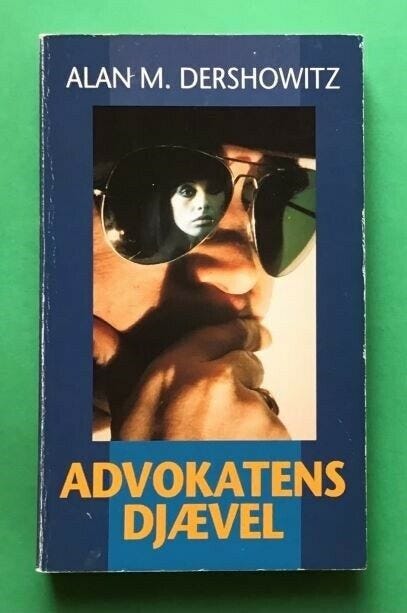 ALAN M. DERSHOWITZ
ADVOKATENS
DJÆVEL